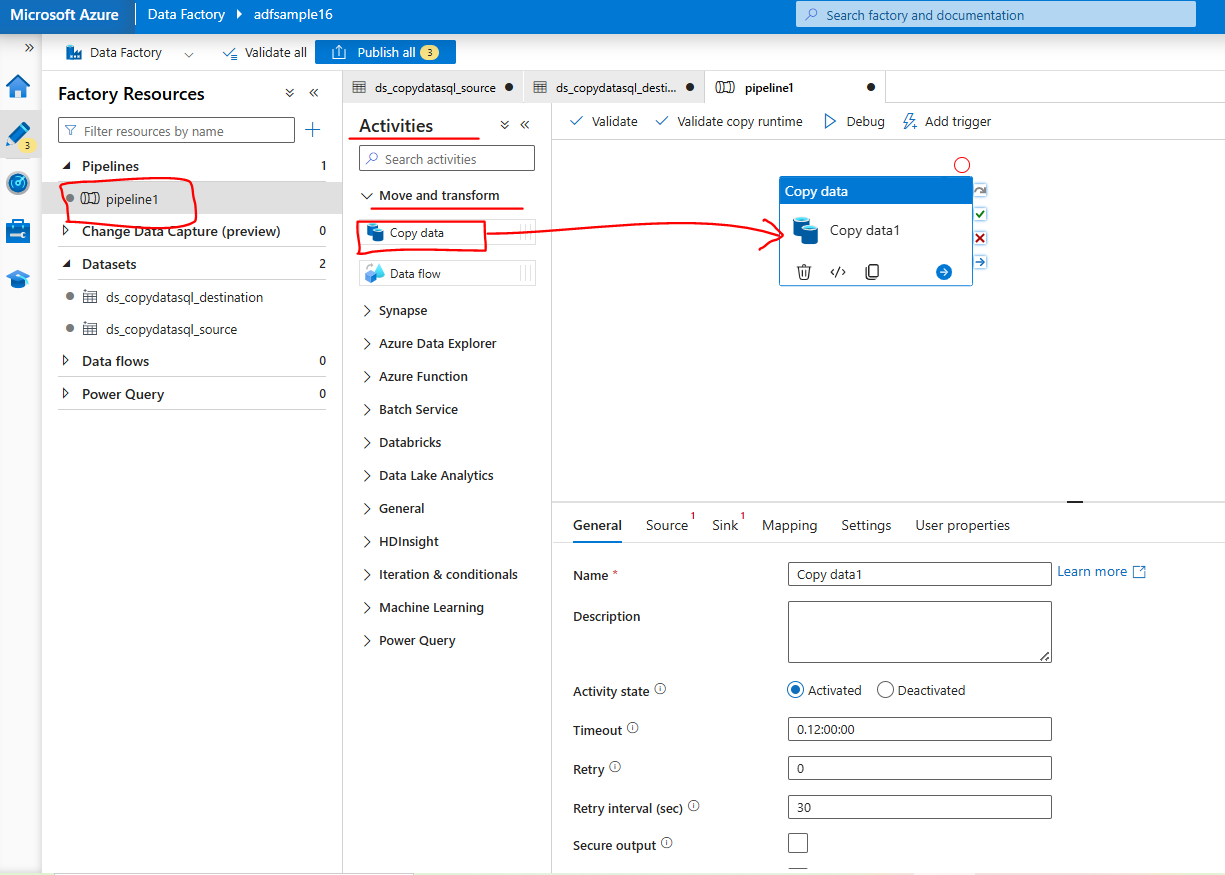 Microsoft Azure
Data Factory
adfsample16
Search factory and documentation
Data Factory
Validate all
Publish all
3
3
Factory Resources
Filter resources by name
Pipelines
1
pipeline1
Change Data Capture (preview)
0
Datasets
2
ds_copydatasql_destination
ds_copydatasql_source
Data flows
0
Power Query
0
ds_copydatasql_source
ds_copydatasql_desti...
pipeline1
Activities
Search activities
Move and transform
Copy data
Data flow
Synapse
Azure Data Explorer
Azure Function
Batch Service
Databricks
Data Lake Analytics
General
HDInsight
Iteration & conditionals
Machine Learning
Power Query
Validate
Validate copy runtime
Debug
Add trigger
Copy data
Copy data1
General
Source 1
Sink 1
Mapping
Settings
User properties
Name *
Copy data1
Learn more
Description
Activity state
Activated
Deactivated
Timeout
0.12:00:00
Retry
0
Retry interval (sec)
30
Secure output